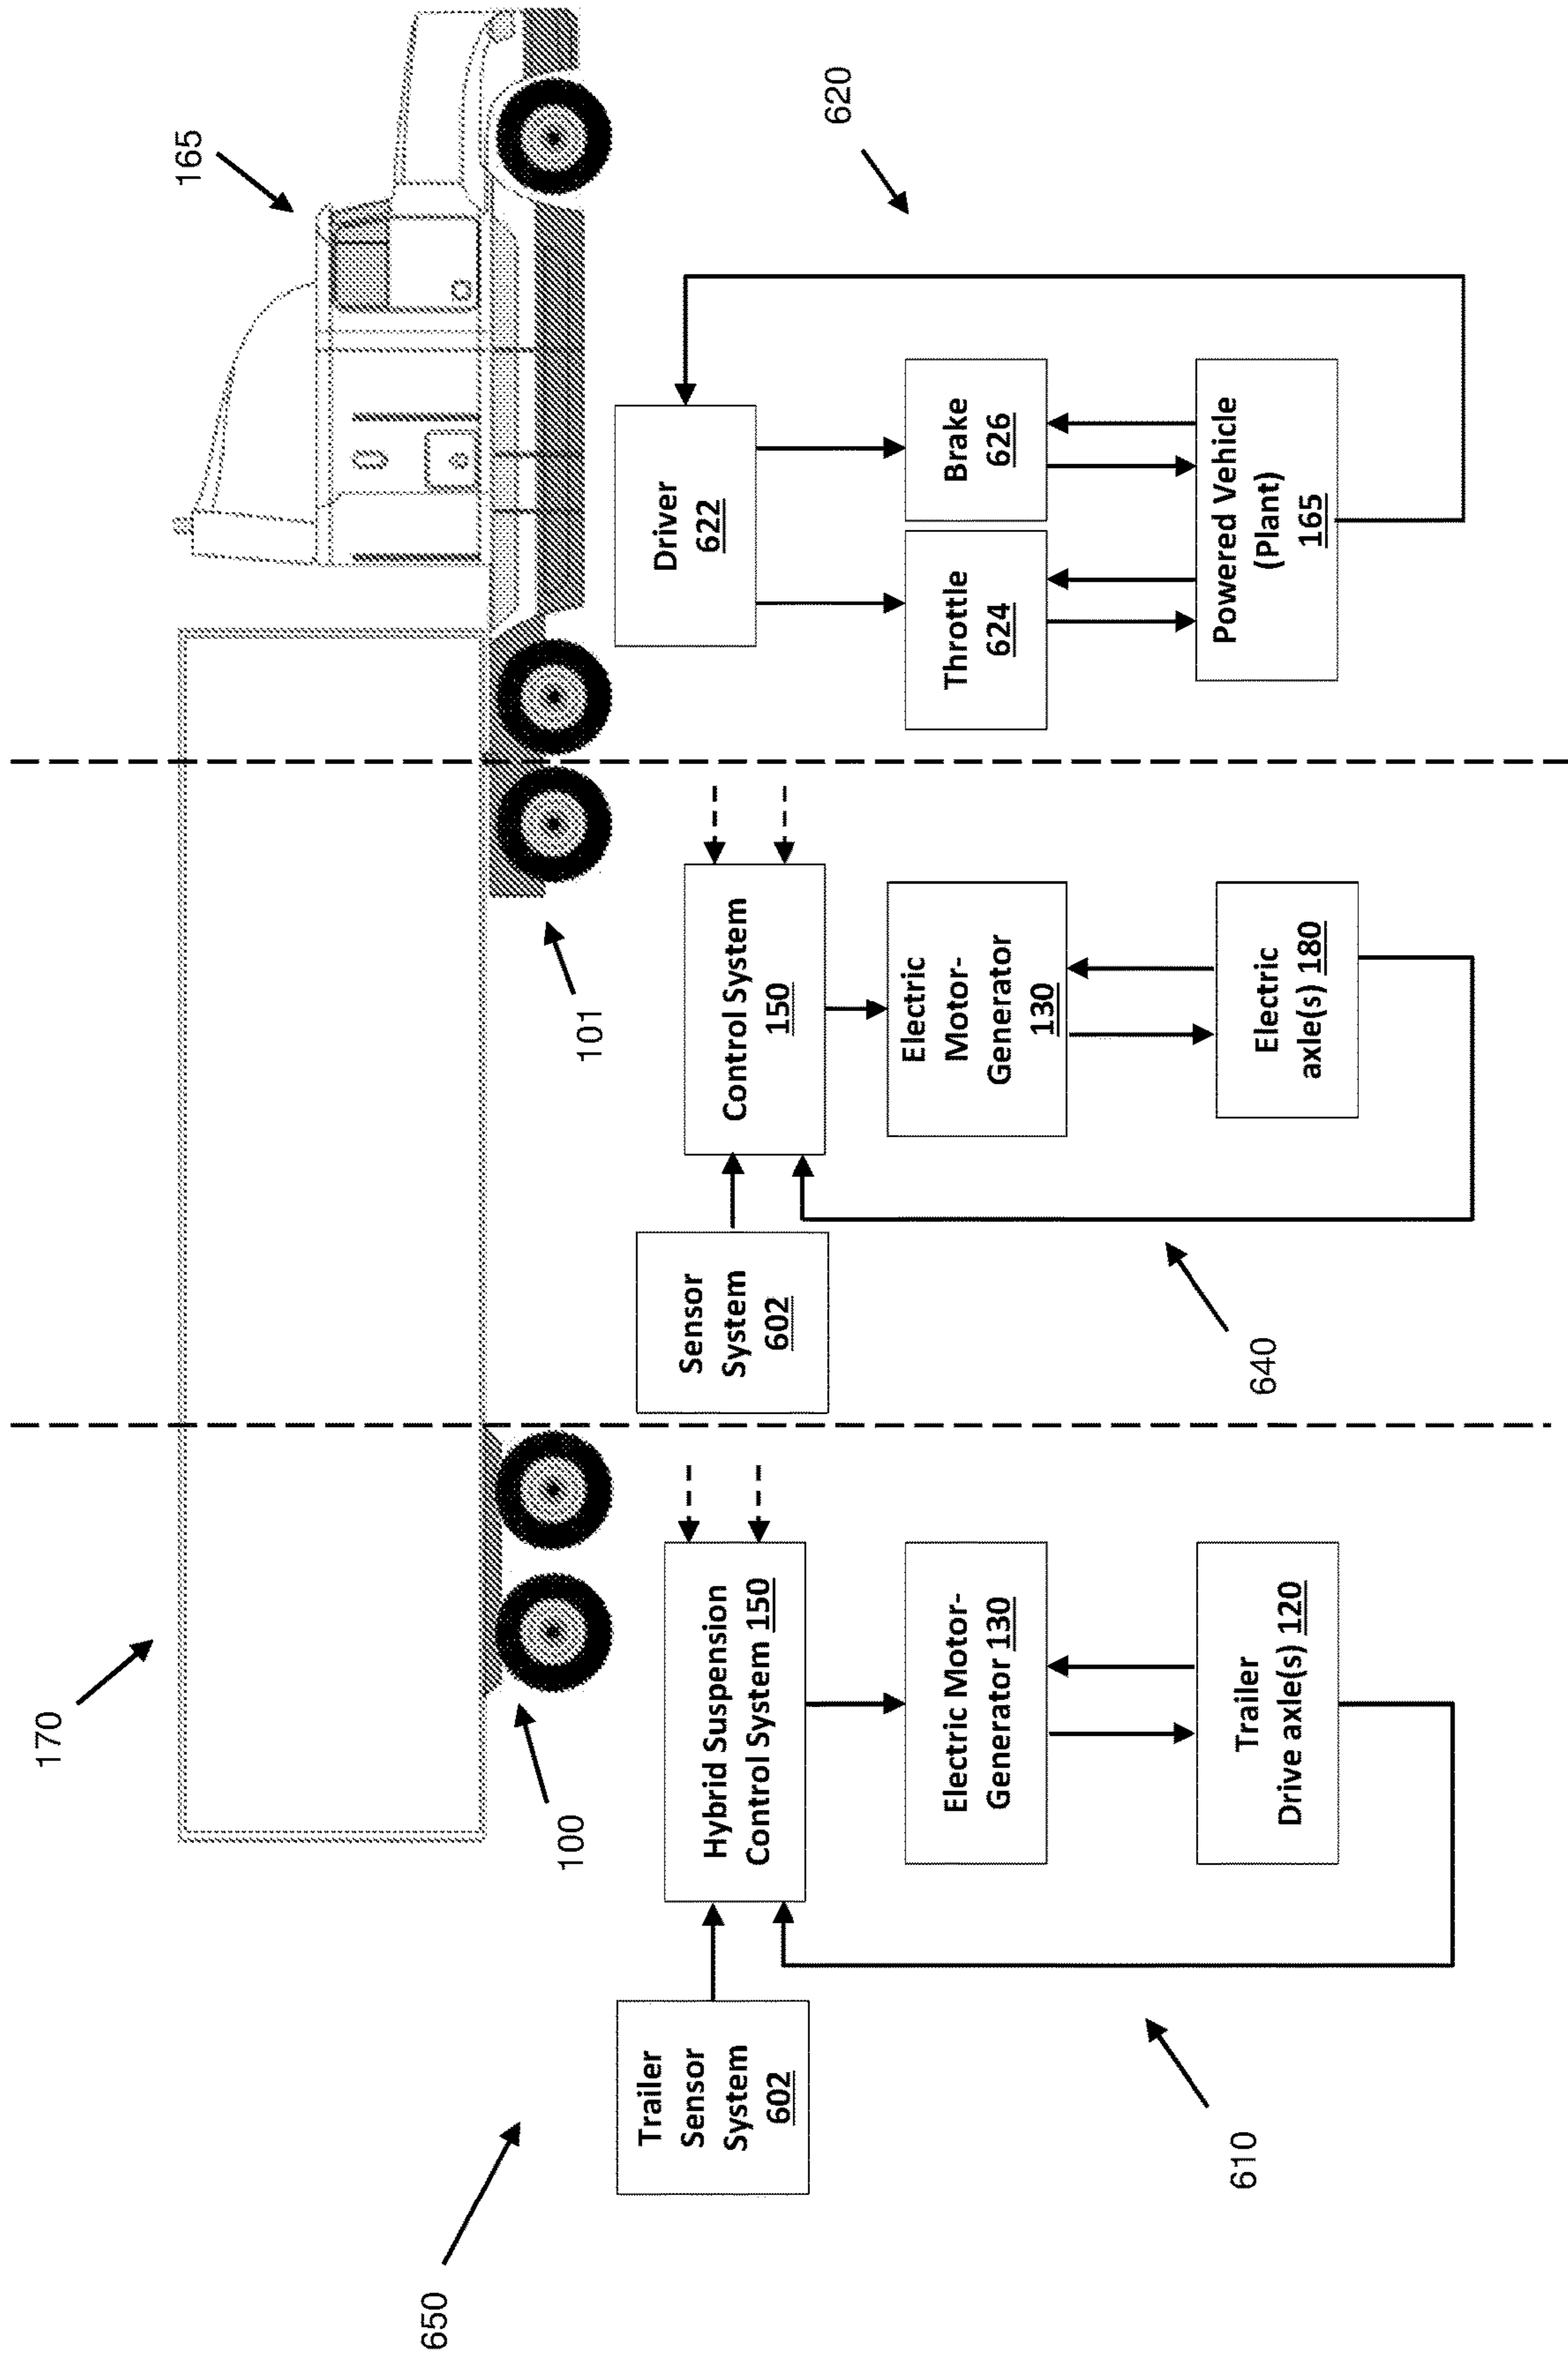 170
165
650
100
101
Trailer
Sensor
System
602
Hybrid Suspension
Control System 150
Electric Motor-
Generator 130
Trailer
Drive axle(s) 120
610
Sensor
System
602
Control System
150
Electric
Motor-
Generator
130
Electric
axle(s) 180
640
Driver
622
Throttle
624
Brake
626
Powered Vehicle
(Plant)
165
620